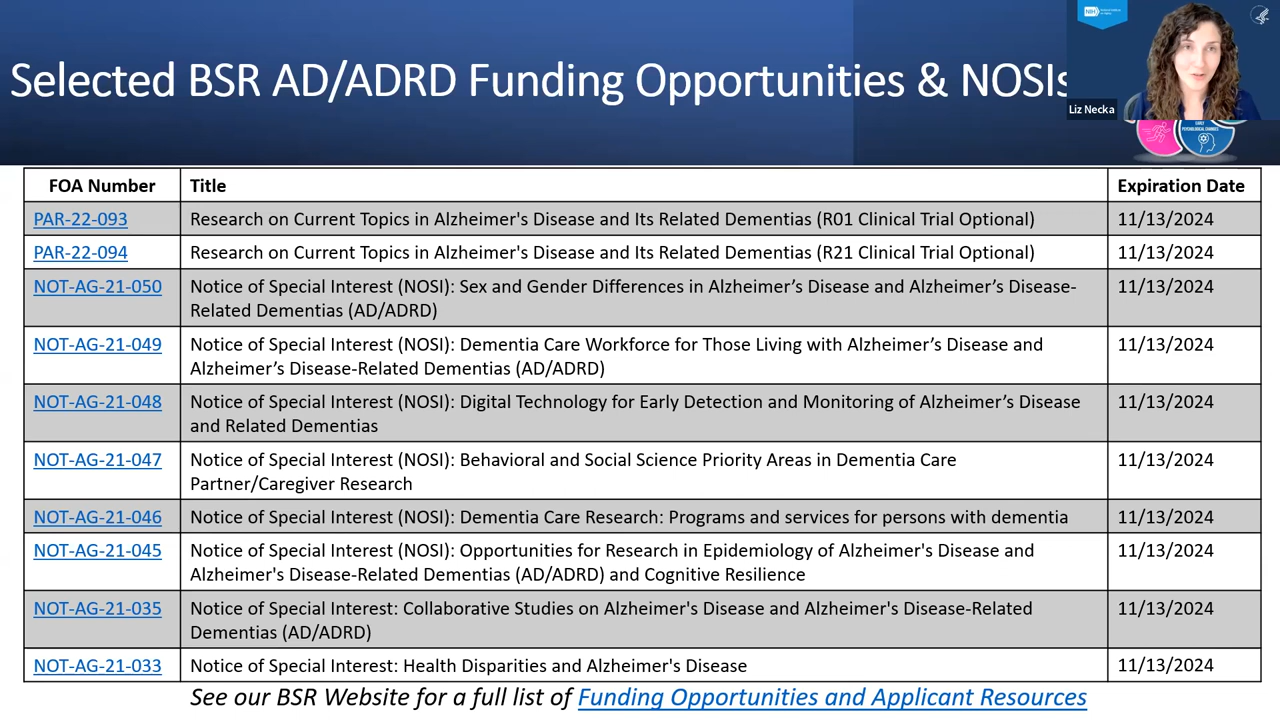 Selected BSR AD/ADRD Funding Opportunities & NOSIs
NIH
Liz Necka
EARLY
PSYCHOLOGICAL CHANGES
FOA Number Title Expiration Date
PAR-22-093 Research on Current Topics in Alzheimer's Disease and Its Related Dementias (R01 Clinical Trial Optional) 11/13/2024
PAR-22-094 Research on Current Topics in Alzheimer's Disease and Its Related Dementias (R21 Clinical Trial Optional) 11/13/2024
NOT-AG-21-050 Notice of Special Interest (NOSI): Sex and Gender Differences in Alzheimer’s Disease and Alzheimer’s Disease- 11/13/2024
Related Dementias (AD/ADRD)
NOT-AG-21-049 Notice of Special Interest (NOSI): Dementia Care Workforce for Those Living with Alzheimer’s Disease and 11/13/2024
Alzheimer’s Disease-Related Dementias (AD/ADRD)
NOT-AG-21-048 Notice of Special Interest (NOSI): Digital Technology for Early Detection and Monitoring of Alzheimer’s Disease 11/13/2024
and Related Dementias
NOT-AG-21-047 Notice of Special Interest (NOSI): Behavioral and Social Science Priority Areas in Dementia Care 11/13/2024
Partner/Caregiver Research
NOT-AG-21-046 Notice of Special Interest (NOSI): Dementia Care Research: Programs and services for persons with dementia 11/13/2024
NOT-AG-21-045 Notice of Special Interest (NOSI): Opportunities for Research in Epidemiology of Alzheimer's Disease and 11/13/2024
Alzheimer's Disease-Related Dementias (AD/ADRD) and Cognitive Resilience
NOT-AG-21-035 Notice of Special Interest: Collaborative Studies on Alzheimer's Disease and Alzheimer's Disease-Related 11/13/2024
Dementias (AD/ADRD)
NOT-AG-21-033 Notice of Special Interest: Health Disparities and Alzheimer's Disease 11/13/2024
See our BSR Website for a full list of Funding Opportunities and Applicant Resources